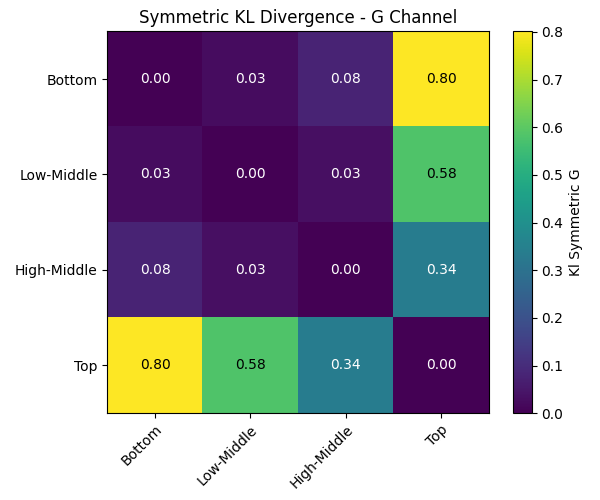 Symmetric KL Divergence - G Channel
Bottom
Low-Middle
High-Middle
Top
0.00 0.03 0.08 0.80
0.03 0.00 0.03 0.58
0.08 0.03 0.00 0.34
0.80 0.58 0.34 0.00
Bottom
Low-Middle
High-Middle
Top
0.8
0.7
0.6
0.5
0.4
0.3
0.2
0.1
0.0
Kl Symmetric G